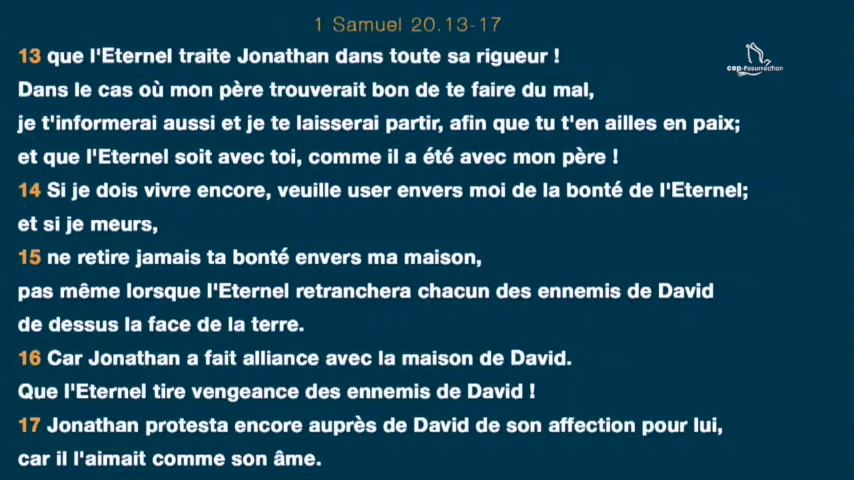 1 Samuel 20.13-17
13 que l'Eternel traite Jonathan dans toute sa rigueur !
cep-Résurrection
Dans le cas où mon père trouverait bon de te faire du mal,
je t'informerai aussi et je te laisserai partir, afin que tu t'en ailles en paix;
et que l'Eternel soit avec toi, comme il a été avec mon père !
14 Si je dois vivre encore, veuille user envers moi de la bonté de l'Eternel;
et si je meurs,
15 ne retire jamais ta bonté envers ma maison,
pas même lorsque l'Eternel retranchera chacun des ennemis de David
de dessus la face de la terre.
16 Car Jonathan a fait alliance avec la maison de David.
Que l'Eternel tire vengeance des ennemis de David !
17 Jonathan protesta encore auprès de David de son affection pour lui,
car il l'aimait comme son âme.